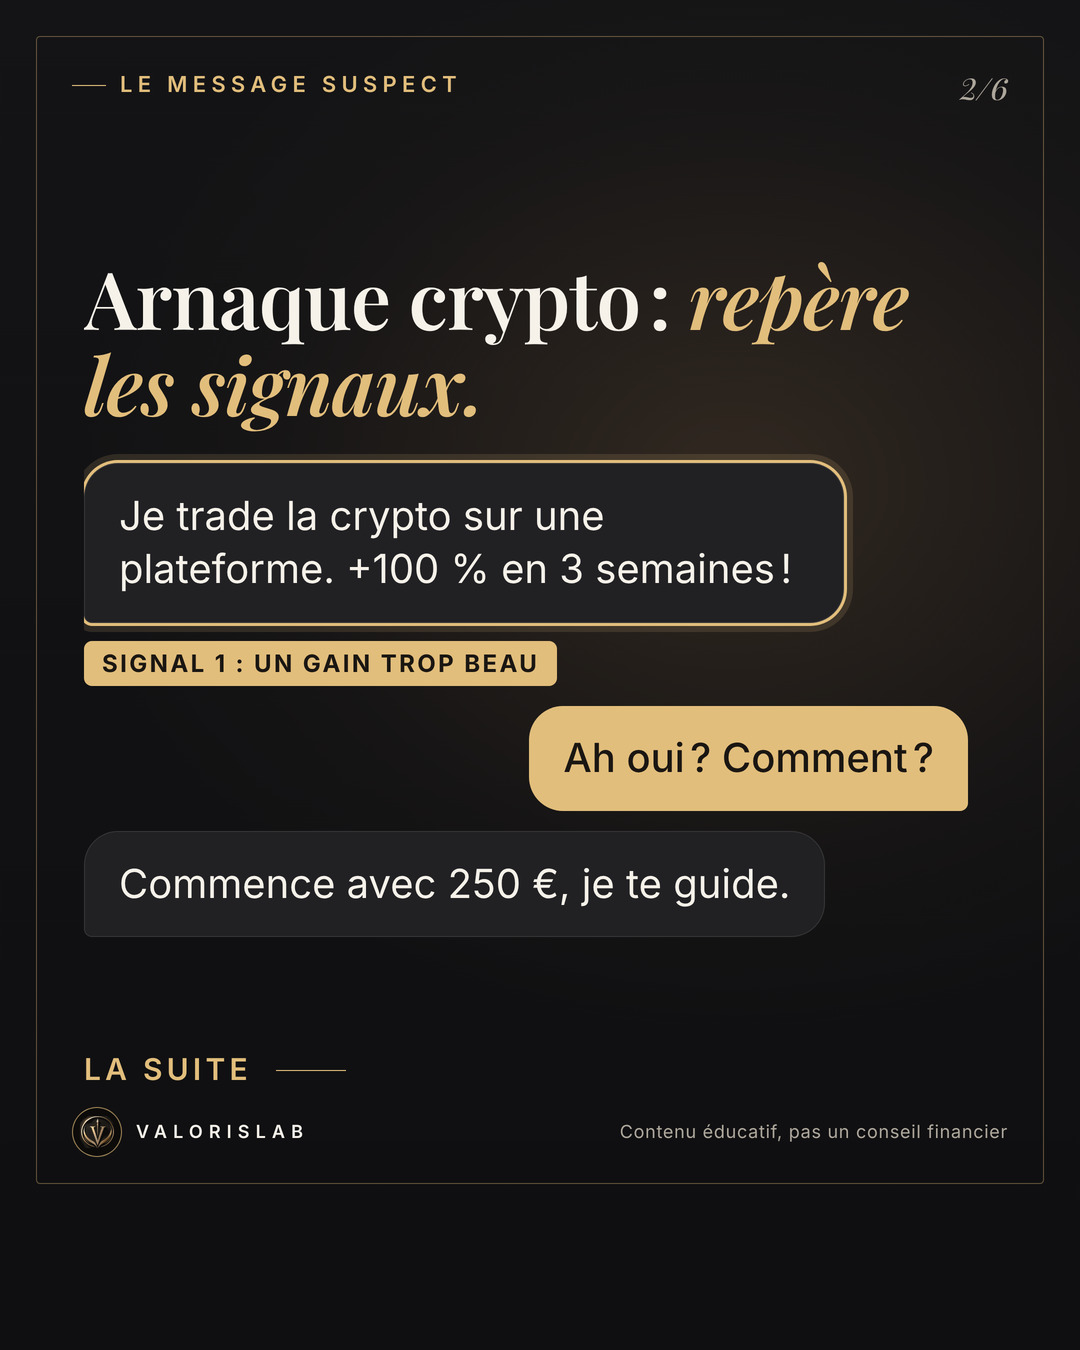 LE MESSAGE SUSPECT
2/6
Arnaque crypto : repère
les signaux.
Je trade la crypto sur une
plateforme. +100 % en 3 semaines !
SIGNAL 1 : UN GAIN TROP BEAU
Ah oui ? Comment ?
Commence avec 250 €, je te guide.
LA SUITE
VALORISLAB
Contenu éducatif, pas un conseil financier